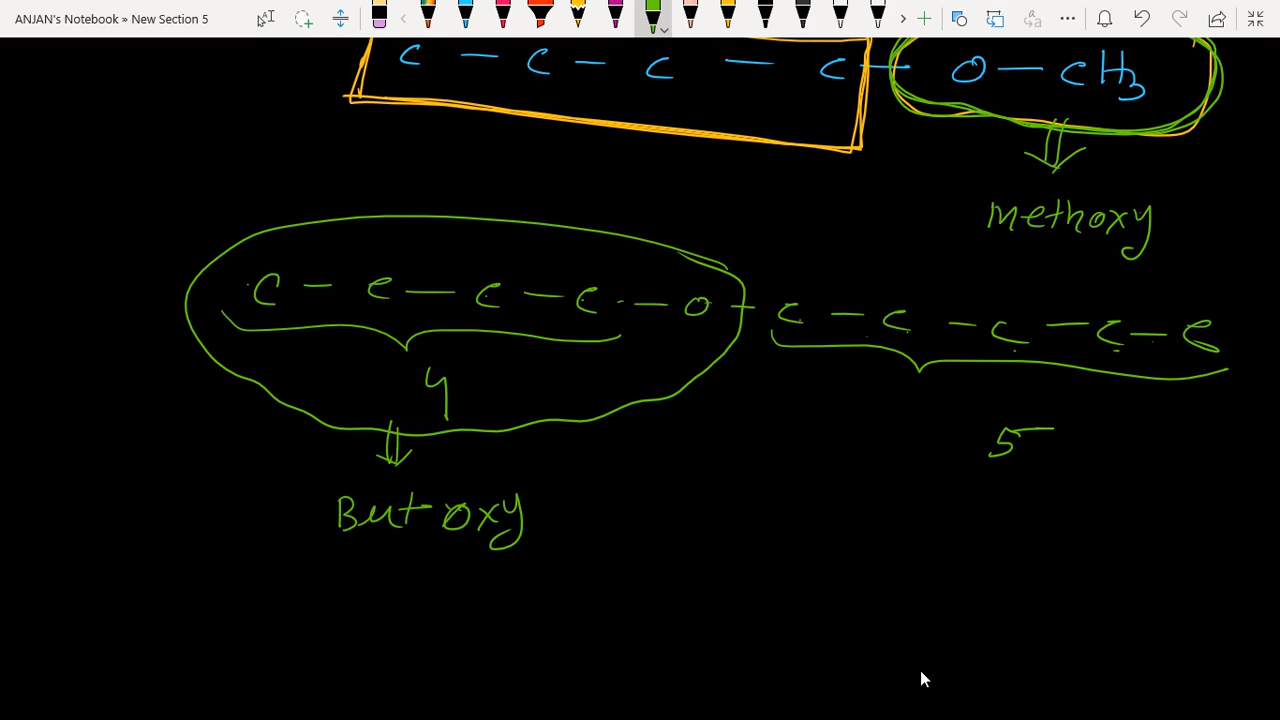 ANJAN's Notebook » New Section 5
C — C — C — C — O — CH3
Methoxy
C — C — C — C — O — C — C — C — C — C
4
5
Butoxy